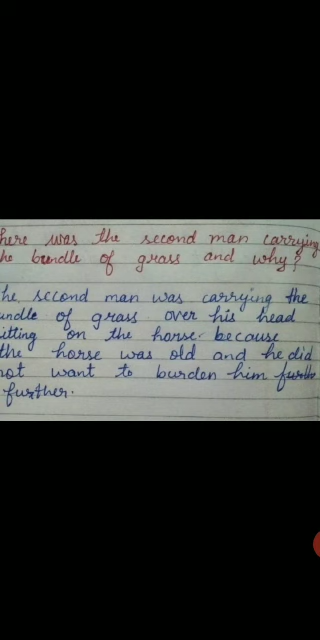 here was the second man carrying
he bundle of grass and why?
he second man was carrying the
undle of grass over his head
itting on the horse because
the horse was old and he did
not want to burden him furthe
further.